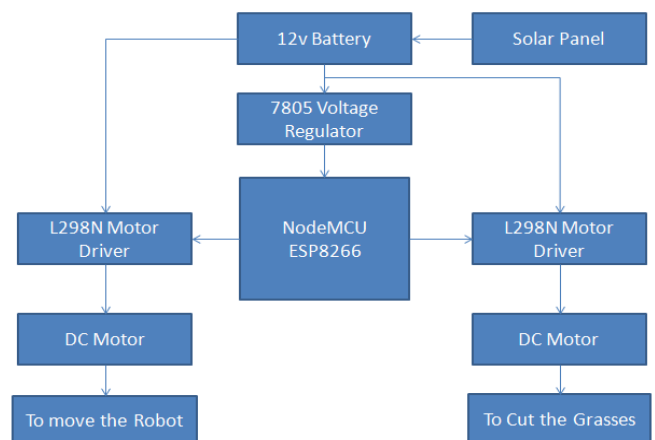 12v Battery
Solar Panel
7805 Voltage
Regulator
L298N Motor
Driver
NodeMCU
ESP8266
L298N Motor
Driver
DC Motor
DC Motor
To move the Robot
To Cut the Grasses